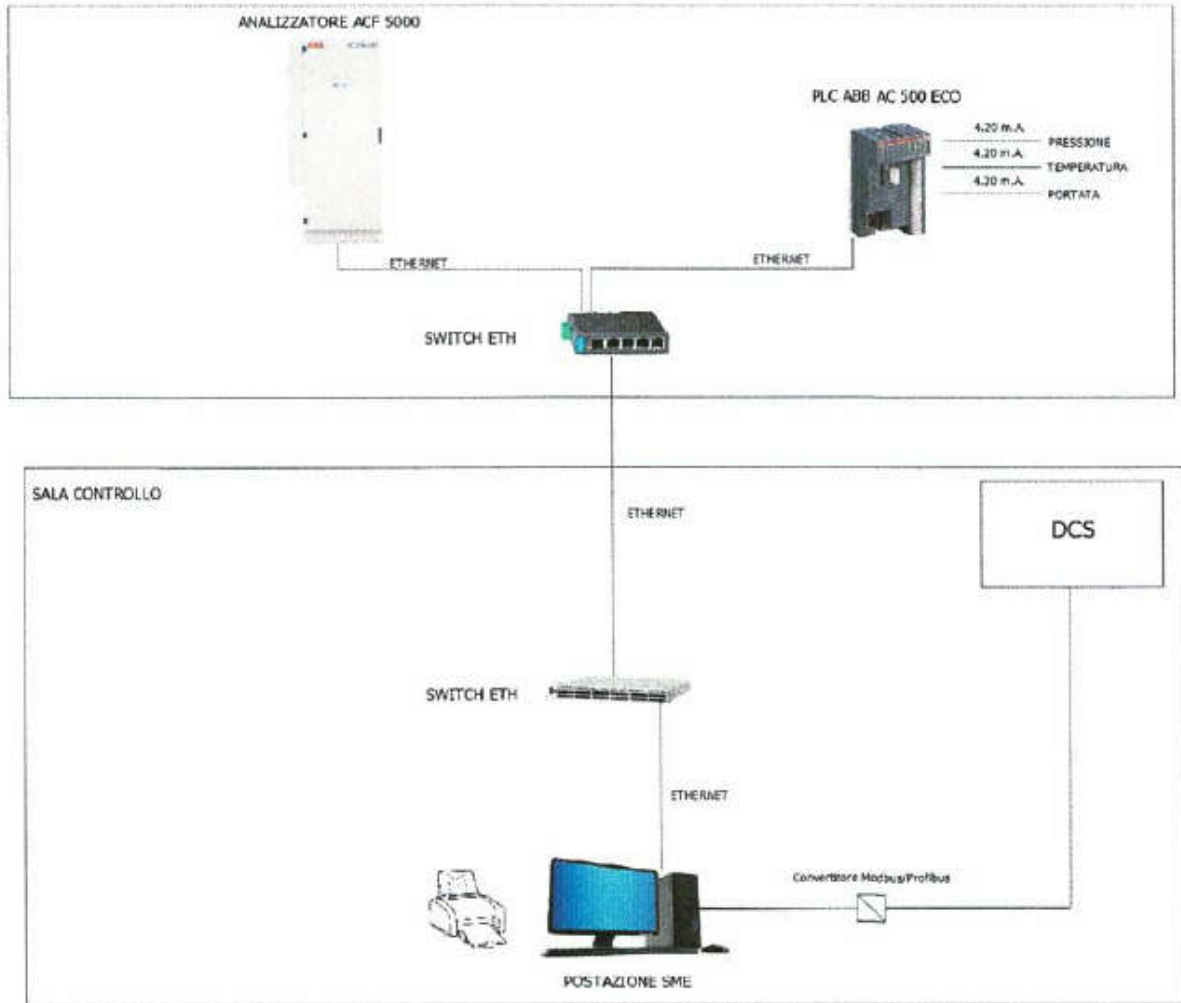 ANALIZZATORE ACF 5000
ABB
PLC ABB AC 500 ECO
4.20 m.A.
PRESSIONE
4.20 m.A.
TEMPERATURA
4.20 m.A.
PORTATA
ETHERNET
ETHERNET
SWITCH ETH
SALA CONTROLLO
ETHERNET
DCS
SWITCH ETH
ETHERNET
Convertitore Modbus/Profibus
POSTAZIONE SME